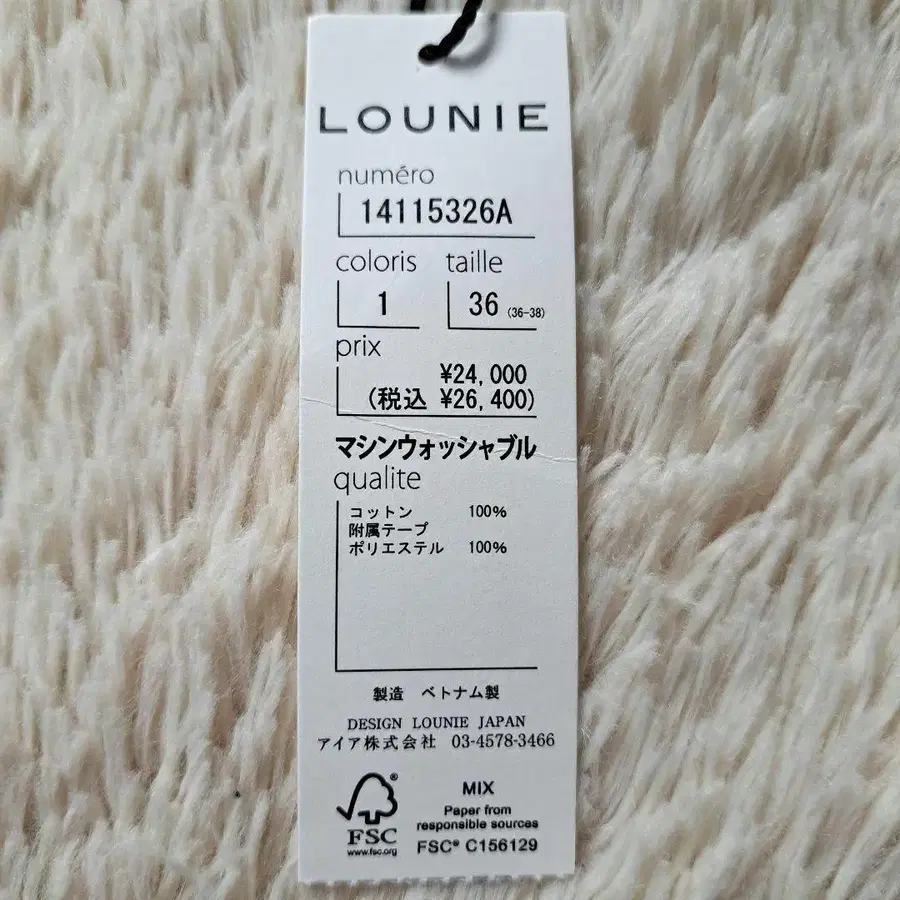 LOUNIE
numéro
14115326A
coloris taille
1 36 (36-38)
prix
¥24,000
(税込 ¥26,400)
マシンウォッシャブル
qualite
コットン 100%
附属テープ
ポリエステル 100%
製造 ベトナム製
DESIGN LOUNIE JAPAN
アイア株式会社 03-4578-3466
FSC
www.fsc.org
MIX
Paper from
responsible sources
FSC® C156129